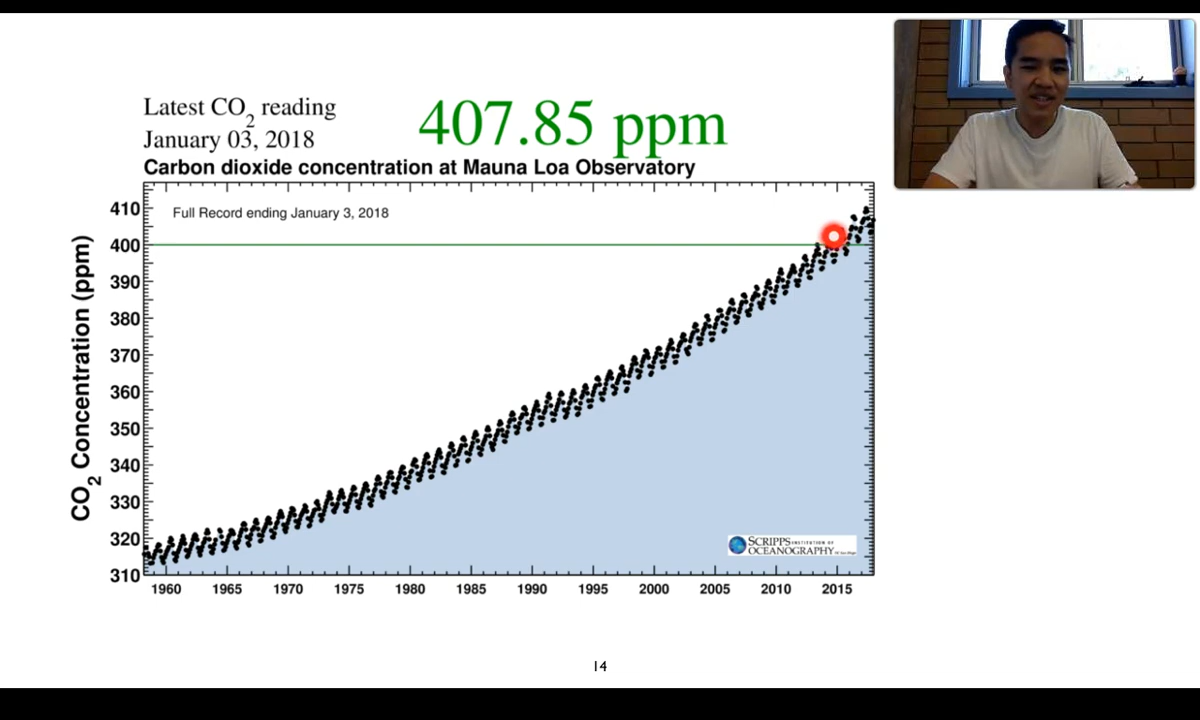 Latest CO2 reading
January 03, 2018
407.85 ppm
Carbon dioxide concentration at Mauna Loa Observatory
Full Record ending January 3, 2018
CO2 Concentration (ppm)
410
400
390
380
370
360
350
340
330
320
310
1960 1965 1970 1975 1980 1985 1990 1995 2000 2005 2010 2015
SCRIPPS INSTITUTION OF
OCEANOGRAPHY
14